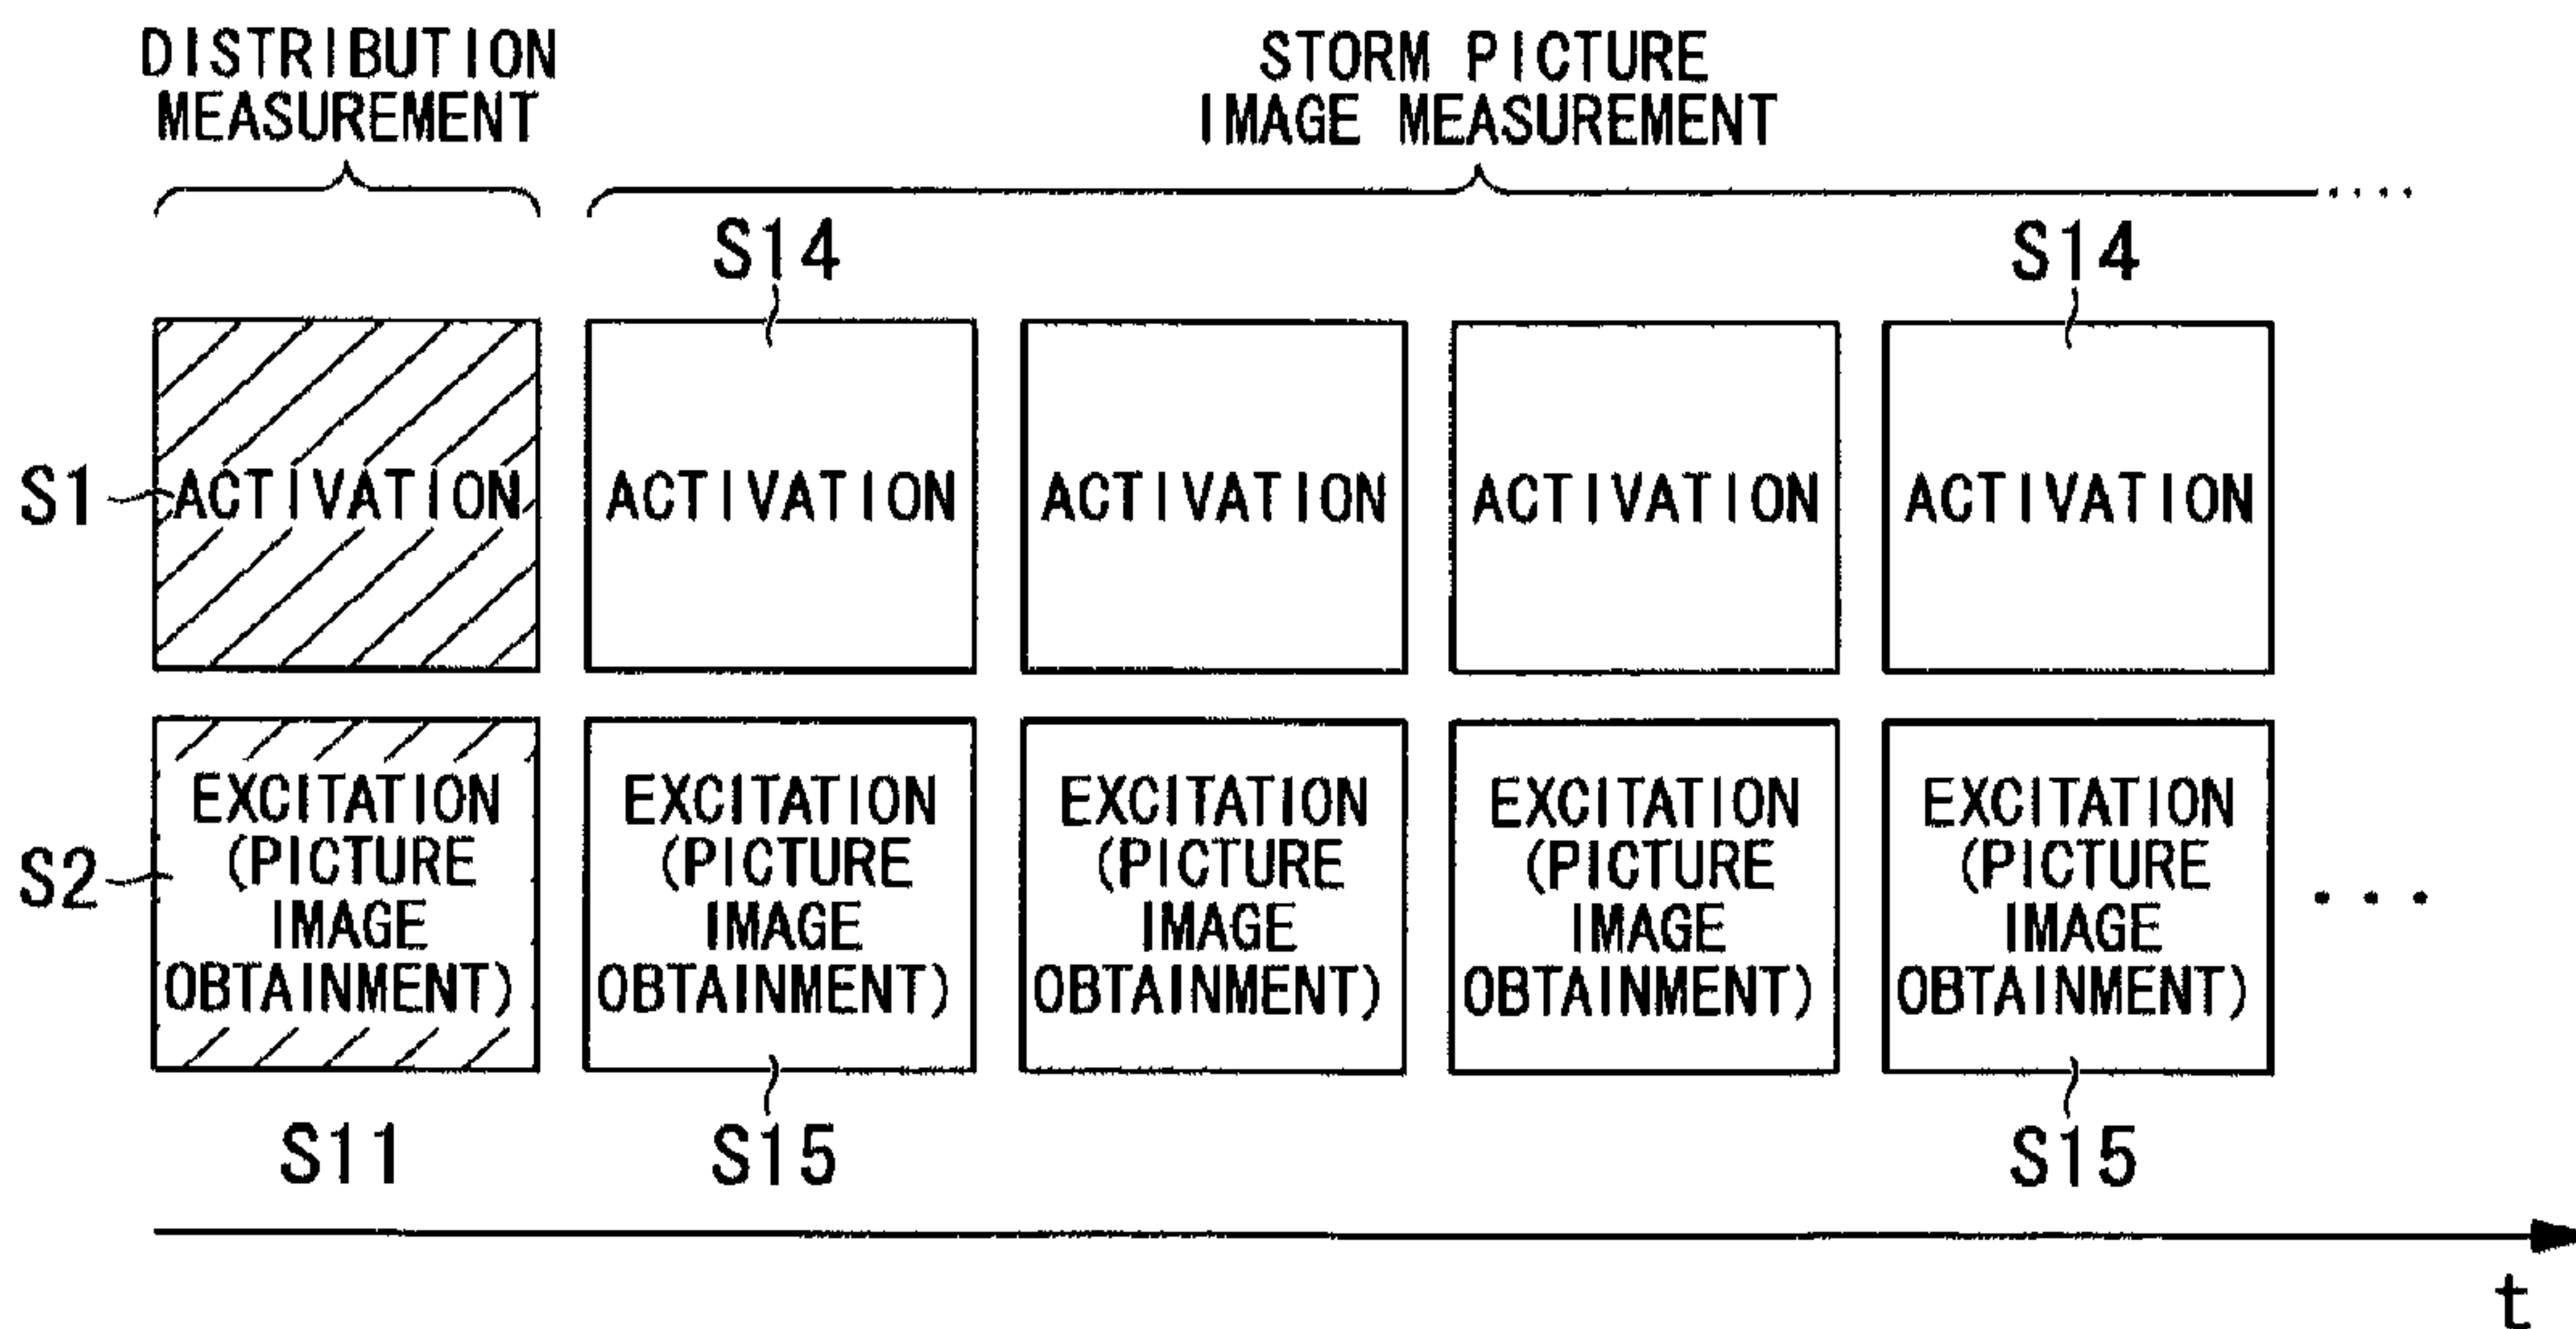 DISTRIBUTION
MEASUREMENT
STORM PICTURE
IMAGE MEASUREMENT
S14
S14
S1
ACTIVATION
ACTIVATION
ACTIVATION
ACTIVATION
ACTIVATION
S2
EXCITATION
(PICTURE
IMAGE
OBTAINMENT)
EXCITATION
(PICTURE
IMAGE
OBTAINMENT)
EXCITATION
(PICTURE
IMAGE
OBTAINMENT)
EXCITATION
(PICTURE
IMAGE
OBTAINMENT)
EXCITATION
(PICTURE
IMAGE
OBTAINMENT)
...
S11
S15
S15
t